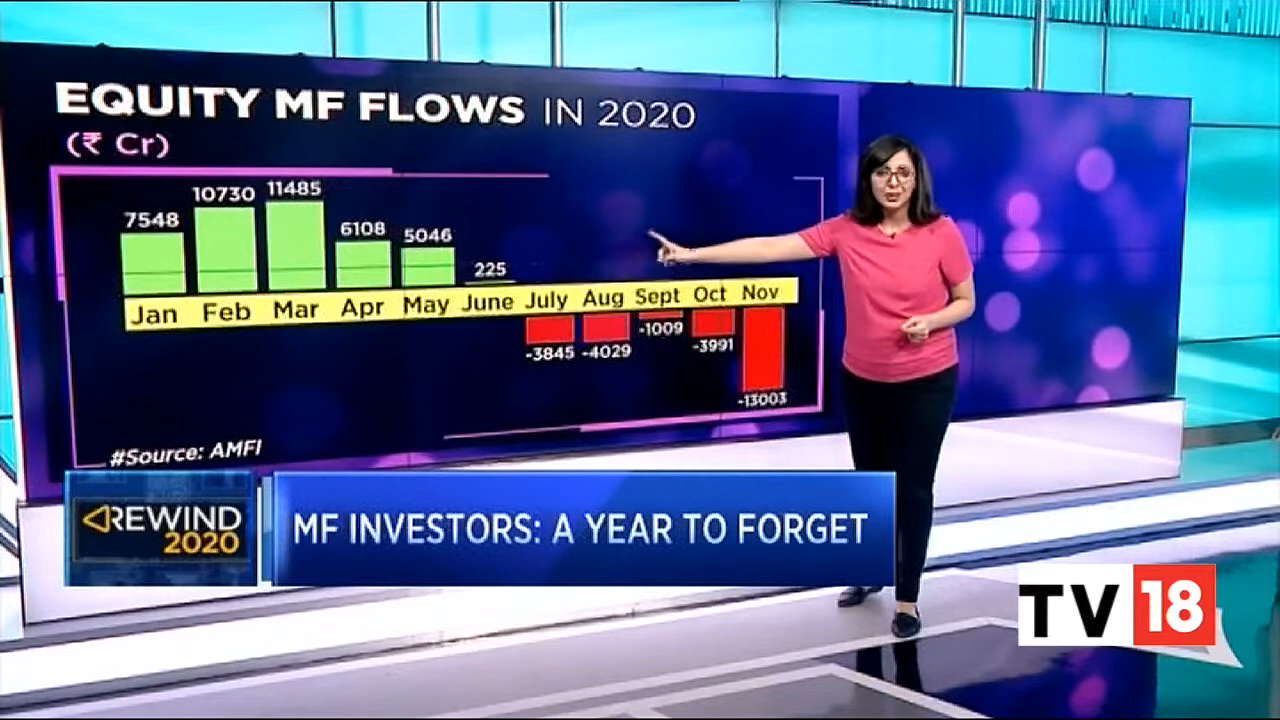 EQUITY MF FLOWS IN 2020
(₹ Cr)
7548 10730 11485 6108 5046 225
Jan Feb Mar Apr May June July Aug Sept Oct Nov
-3845 -4029 -1009 -3991 -13003
#Source: AMFI
REWIND
2020
MF INVESTORS: A YEAR TO FORGET
TV18